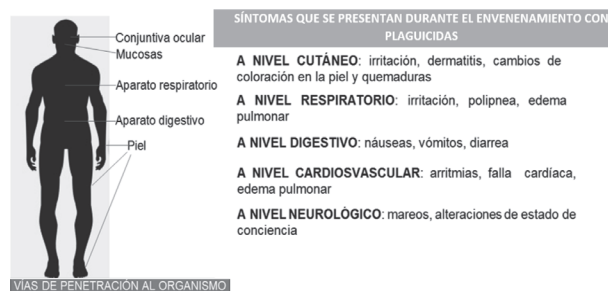 Conjuntiva ocular
Mucosas
Aparato respiratorio
Aparato digestivo
Piel
VÍAS DE PENETRACIÓN AL ORGANISMO
SÍNTOMAS QUE SE PRESENTAN DURANTE EL ENVENENAMIENTO CON
PLAGUICIDAS
A NIVEL CUTÁNEO: irritación, dermatitis, cambios de
coloración en la piel y quemaduras
A NIVEL RESPIRATORIO: irritación, polipnea, edema
pulmonar
A NIVEL DIGESTIVO: náuseas, vómitos, diarrea
A NIVEL CARDIOSVASCULAR: arritmias, falla cardíaca,
edema pulmonar
A NIVEL NEUROLÒGICO: mareos, alteraciones de estado de
conciencia